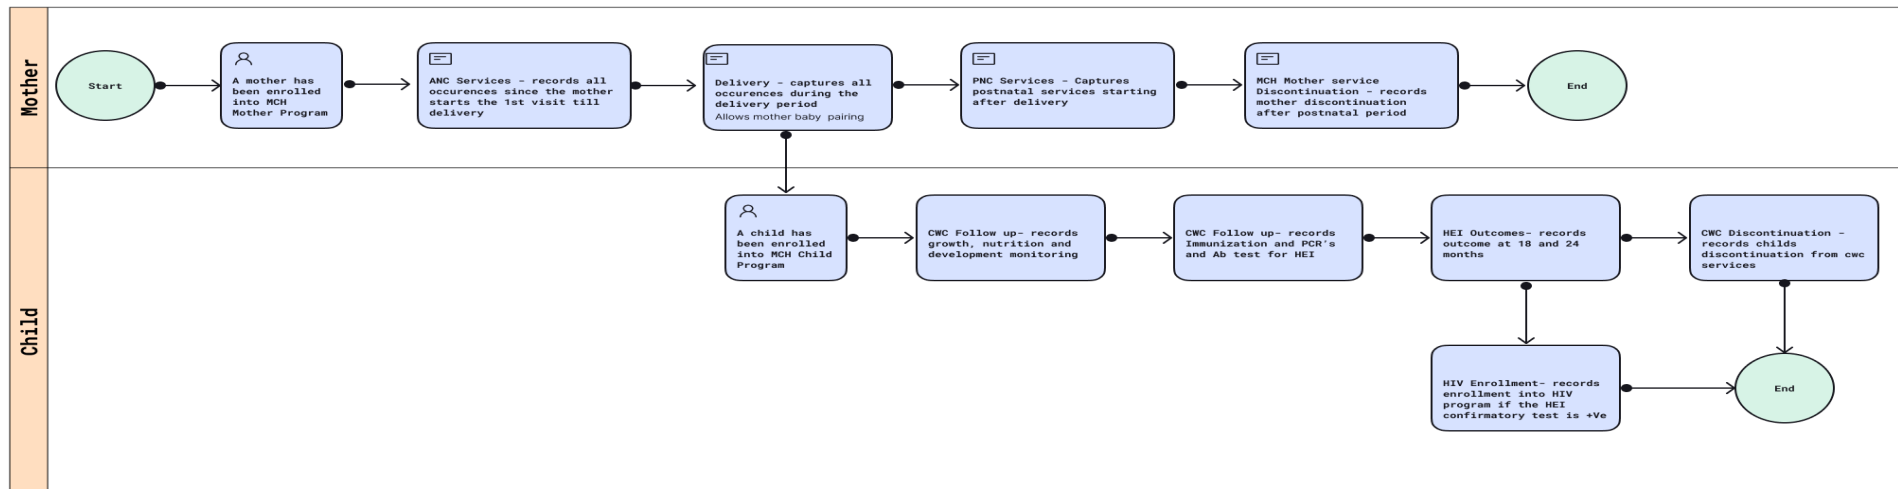 Mother
Start
A mother has
been enrolled
into MCH
Mother Program
ANC Services - records all
occurences since the mother
starts the 1st visit till
delivery
Delivery - captures all
occurences during the
delivery period
Allows mother baby pairing
PNC Services - Captures
postnatal services starting
after delivery
MCH Mother service
Discontinuation - records
mother discontinuation
after postnatal period
End
Child
A child has
been enrolled
into MCH Child
Program
CWC Follow up- records
growth, nutrition and
development monitoring
CWC Follow up- records
Immunization and PCR's
and Ab test for HEI
HEI Outcomes- records
outcome at 18 and 24
months
CWC Discontinuation -
records childs
discontinuation from cwc
services
HIV Enrollment- records
enrollment into HIV
program if the HEI
confirmatory test is +Ve
End